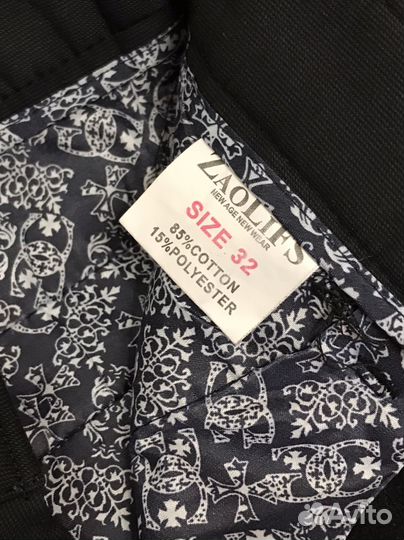 ZAOLIFS
NEW AGE NEW WEAR
SIZE 32
85%COTTON
15%POLYESTER
Avito